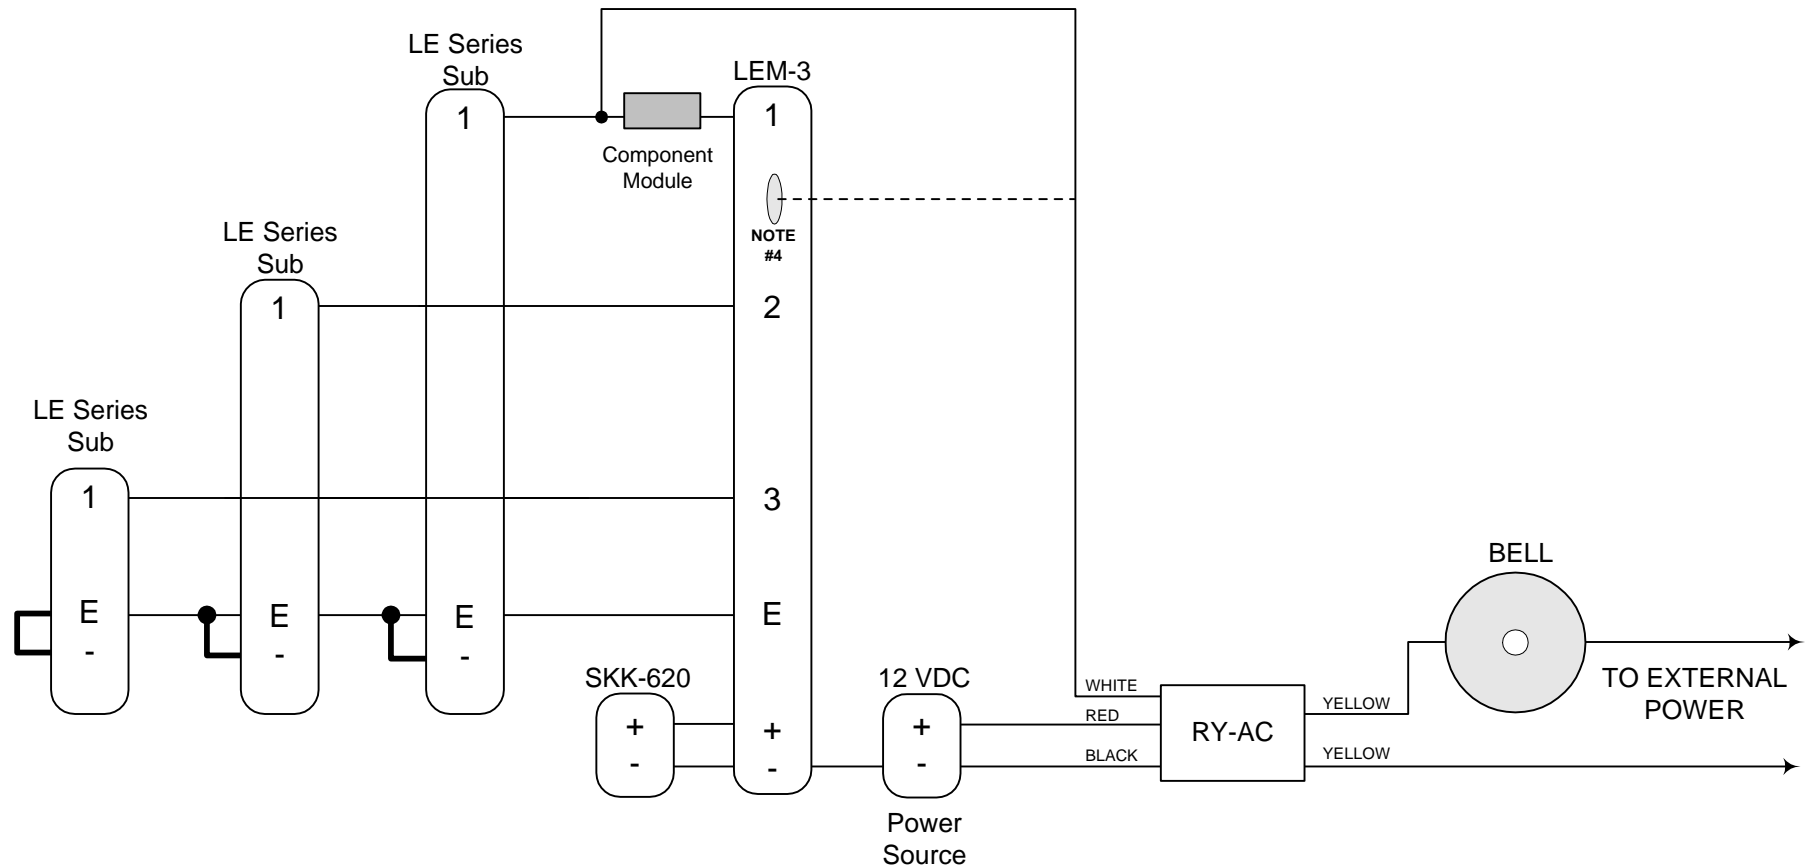 LE Series
Sub
1
LEM-3
1
Component
Module
NOTE
#4
LE Series
Sub
1
2
LE Series
Sub
1
3
E
-
E
-
E
-
E
SKK-620
+
-
+
-
12 VDC
+
-
Power
Source
WHITE
RED
BLACK
RY-AC
YELLOW
YELLOW
BELL
TO EXTERNAL
POWER